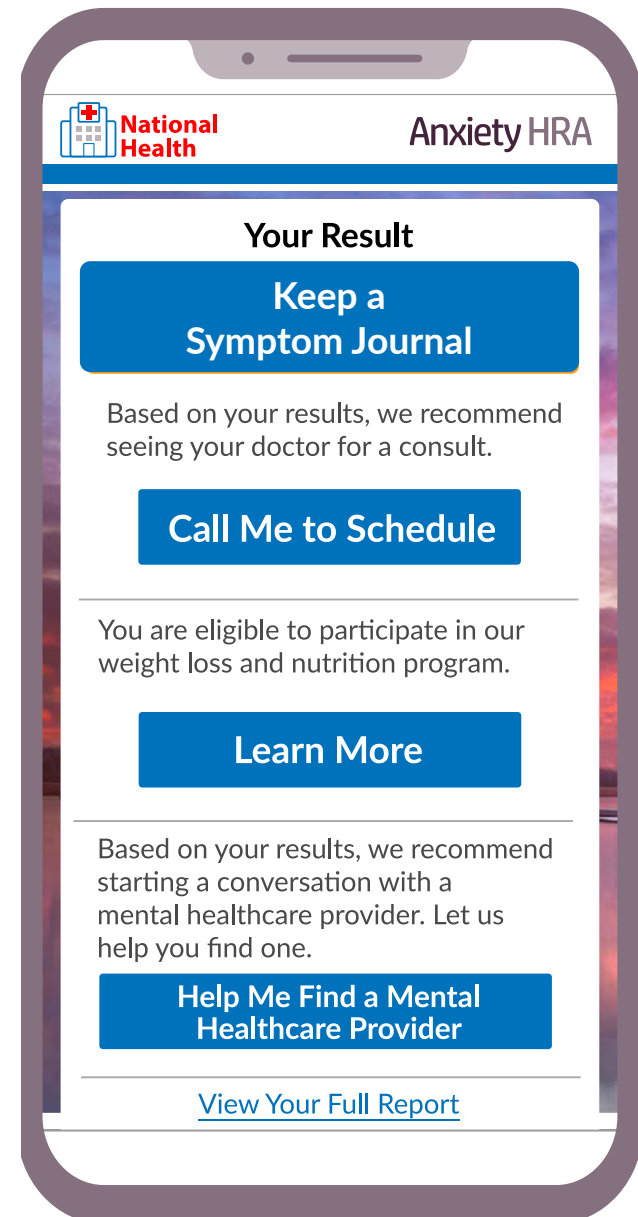 National
Health
Anxiety HRA
Your Result
Keep a
Symptom Journal
Based on your results, we recommend
seeing your doctor for a consult.
Call Me to Schedule
You are eligible to participate in our
weight loss and nutrition program.
Learn More
Based on your results, we recommend
starting a conversation with a
mental healthcare provider. Let us
help you find one.
Help Me Find a Mental
Healthcare Provider
View Your Full Report